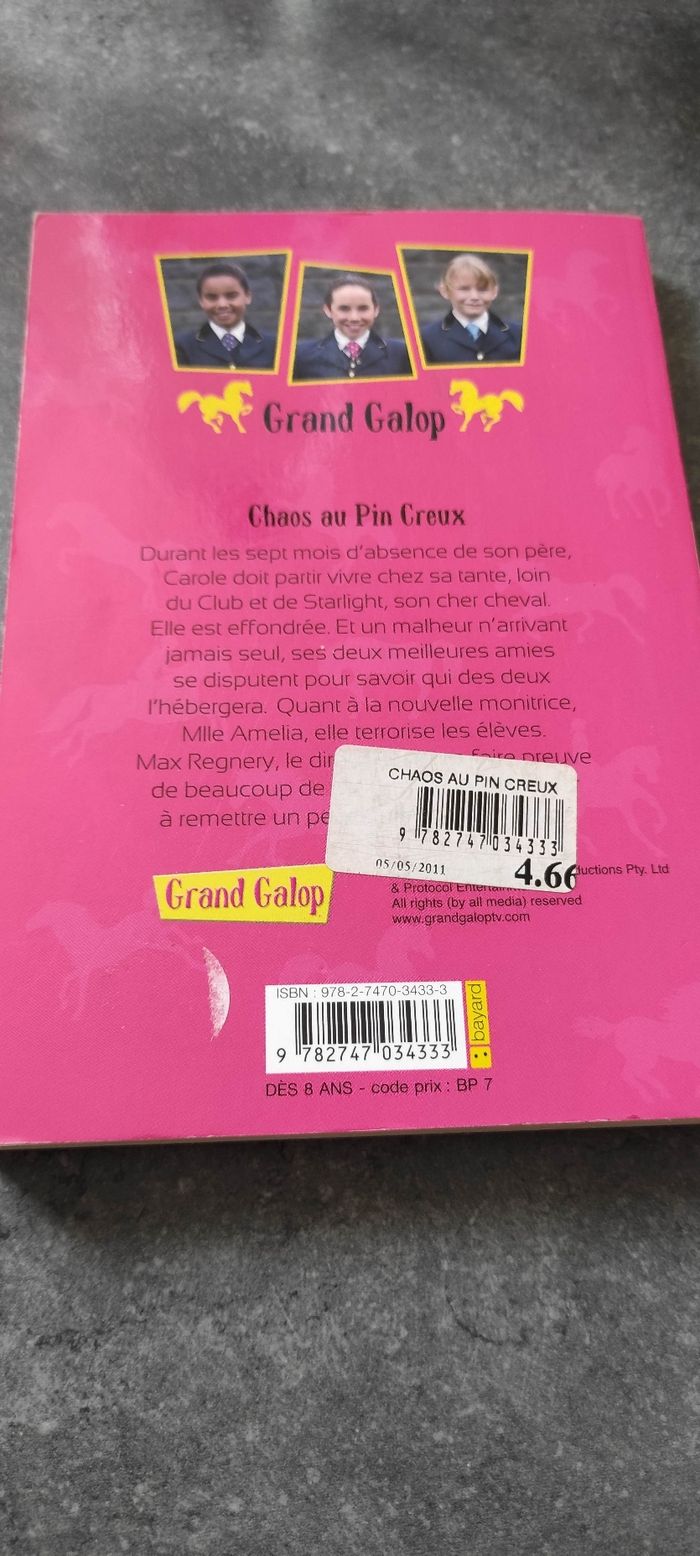 Grand Galop
Chaos au Pin Creux
Durant les sept mois d'absence de son père,
Carole doit partir vivre chez sa tante, loin
du Club et de Starlight, son cher cheval.
Elle est effondrée. Et un malheur n'arrivant
jamais seul, ses deux meilleures amies
se disputent pour savoir qui des deux
l'hébergera. Quant à la nouvelle monitrice,
Mlle Amelia, elle terrorise les élèves.
Max Regnery, le dir faire preuve
de beaucoup de
à remettre un pe
CHAOS AU PIN CREUX
9 782747 034333
05/05/2011 4.66
Grand Galop
ductions Pty. Ltd
& Protocol
All rights (by all media) reserved
www.grandgaloptv.com
ISBN : 978-2-7470-3433-3
9 782747 034333
:bayard
DÈS 8 ANS - code prix : BP 7